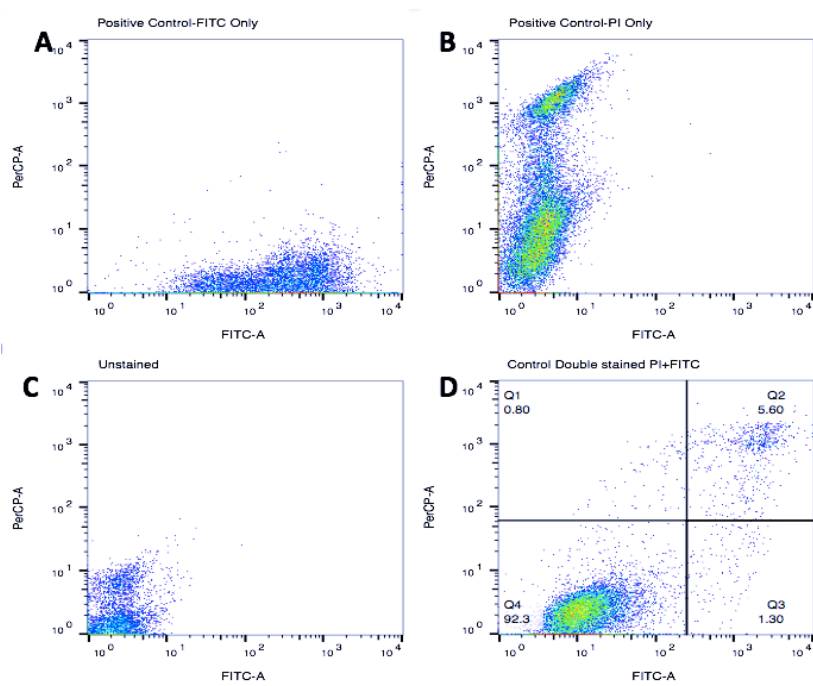 A
Positive Control-FITC Only
10^4
10^3
10^2
10^1
10^0
PerCP-A
10^0
10^1
10^2
10^3
10^4
FITC-A
B
Positive Control-PI Only
10^4
10^3
10^2
10^1
10^0
PerCP-A
10^0
10^1
10^2
10^3
10^4
FITC-A
C
Unstained
10^4
10^3
10^2
10^1
10^0
PerCP-A
10^0
10^1
10^2
10^3
10^4
FITC-A
D
Control Double stained PI+FITC
10^4
10^3
10^2
10^1
10^0
PerCP-A
Q1
0.80
Q2
5.60
Q4
92.3
Q3
1.30
10^0
10^1
10^2
10^3
10^4
FITC-A